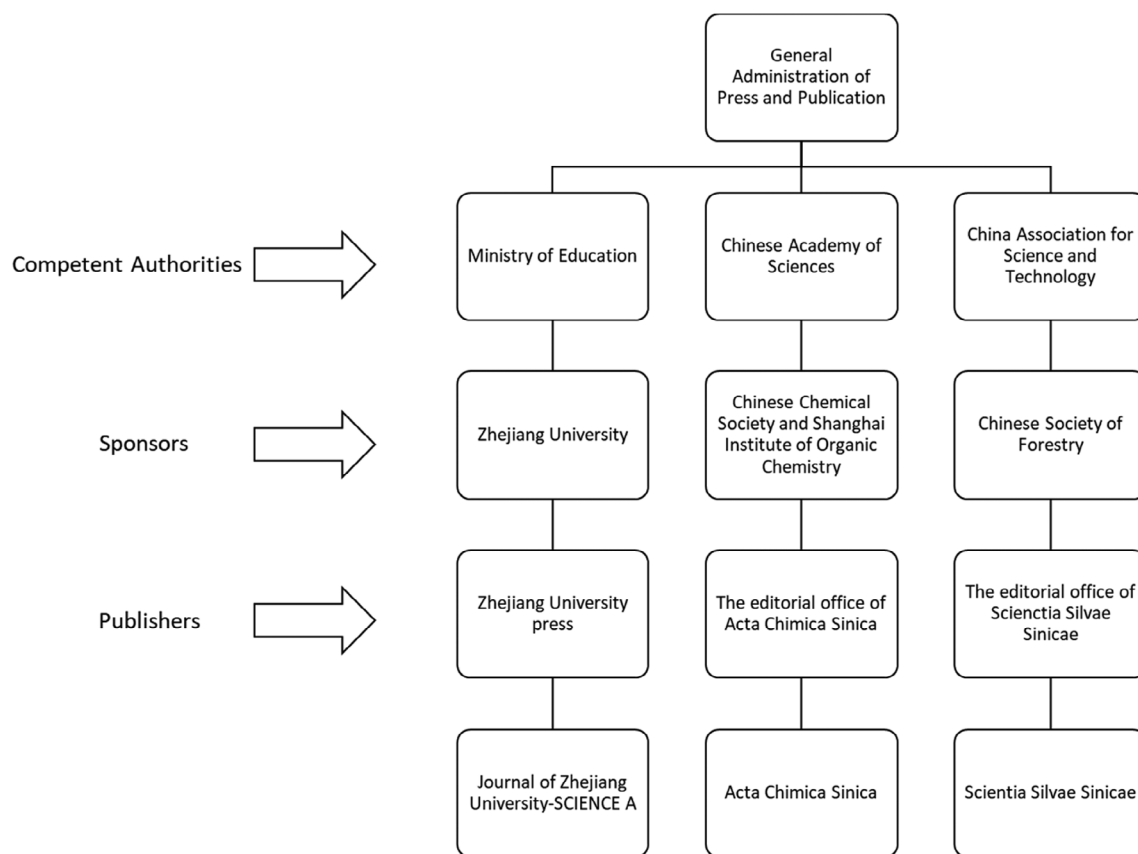 General
Administration of
Press and Publication
Competent Authorities
Ministry of Education
Chinese Academy of
Sciences
China Association for
Science and
Technology
Sponsors
Zhejiang University
Chinese Chemical
Society and Shanghai
Institute of Organic
Chemistry
Chinese Society of
Forestry
Publishers
Zhejiang University
press
The editorial office of
Acta Chimica Sinica
The editorial office of
Scienctia Silvae
Sinicae
Journal of Zhejiang
University-SCIENCE A
Acta Chimica Sinica
Scientia Silvae Sinicae